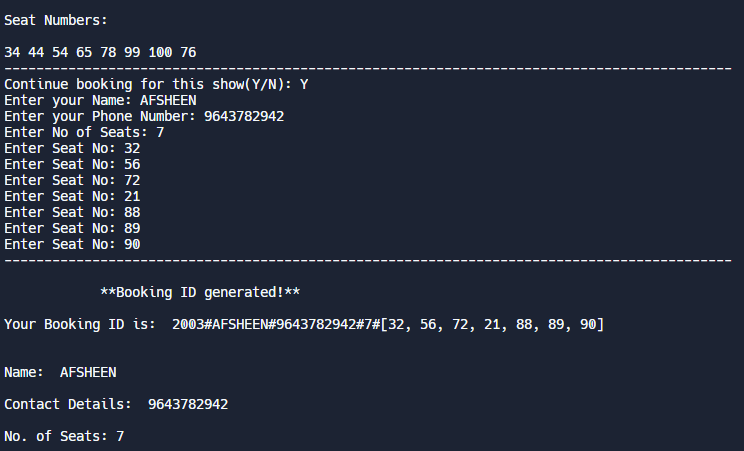 Seat Numbers:
34 44 54 65 78 99 100 76
-------------------------------------------------------------------------------------------
Continue booking for this show(Y/N): Y
Enter your Name: AFSHEEN
Enter your Phone Number: 9643782942
Enter No of Seats: 7
Enter Seat No: 32
Enter Seat No: 56
Enter Seat No: 72
Enter Seat No: 21
Enter Seat No: 88
Enter Seat No: 89
Enter Seat No: 90
-------------------------------------------------------------------------------------------
**Booking ID generated!**
Your Booking ID is:  2003#AFSHEEN#9643782942#7#[32, 56, 72, 21, 88, 89, 90]
Name:  AFSHEEN
Contact Details:  9643782942
No. of Seats: 7